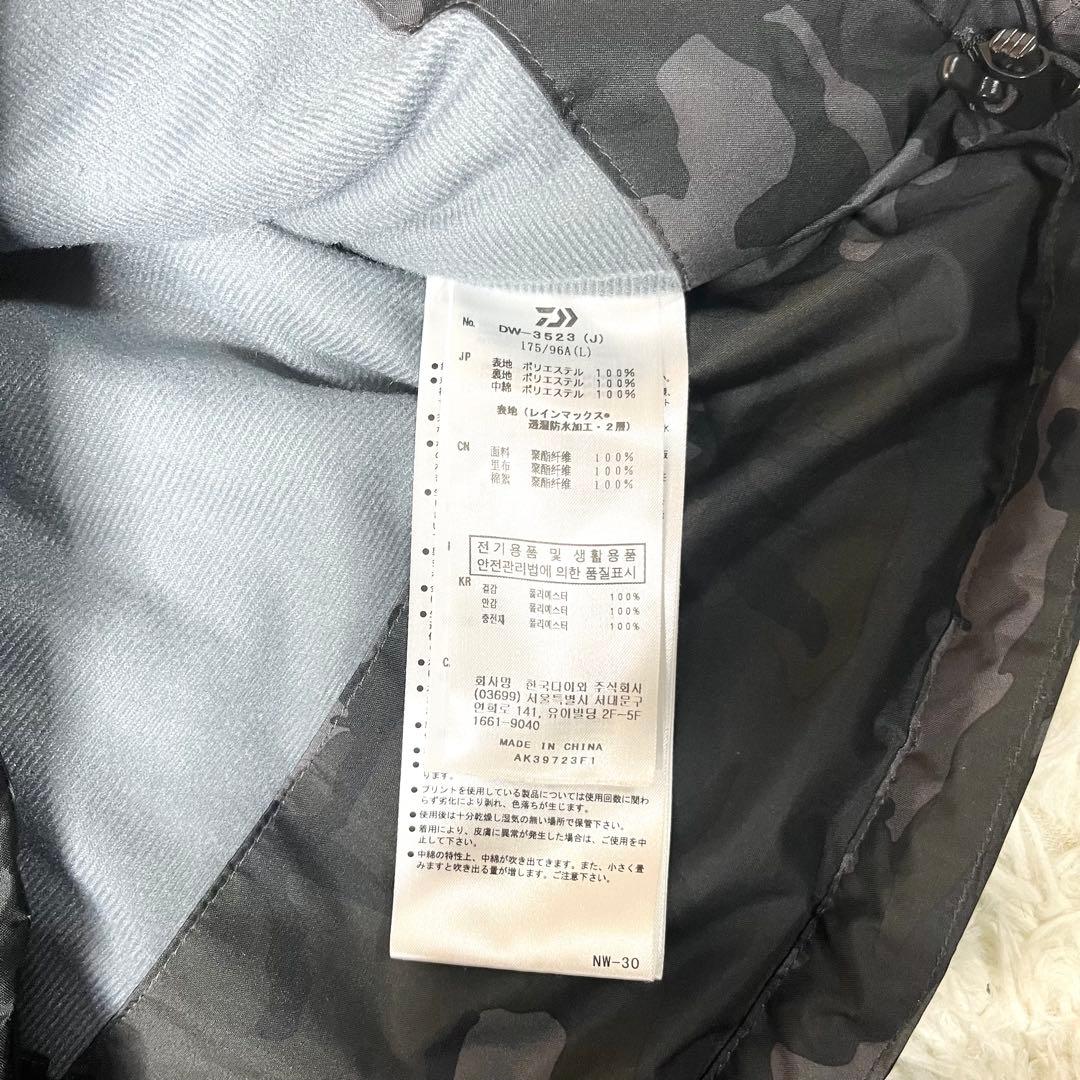 No. DW-3523 (J)
175/96A(L)
JP 表地 ポリエステル 100%
裏地 ポリエステル 100%
中綿 ポリエステル 100%
表地(レインマックス®
透湿防水加工・2層)
CN 面料 聚酯纤维 100%
里布 聚酯纤维 100%
棉絮 聚酯纤维 100%
전기용품 및 생활용품
안전관리법에 의한 품질표시
KR 겉감 폴리에스터 100%
안감 폴리에스터 100%
충전재 폴리에스터 100%
회사명 한국다이와 주식회사
(03699) 서울특별시 서대문구
연희로 141, 유이빌딩 2F-5F
1661-9040
MADE IN CHINA
AK39723F1
ります。
●プリントを使用している製品については使用回数に関わ
らず劣化により剥れ、色落ちが生じます。
●使用後は十分乾燥し湿気の無い場所で保管下さい。
●着用により、皮膚に異常が発生した場合は、ご使用を中
止して下さい。
●中綿の特性上、中綿が吹き出てきます。また、小さく畳
みますと吹き出る量が増します。ご注意下さい。
NW-30